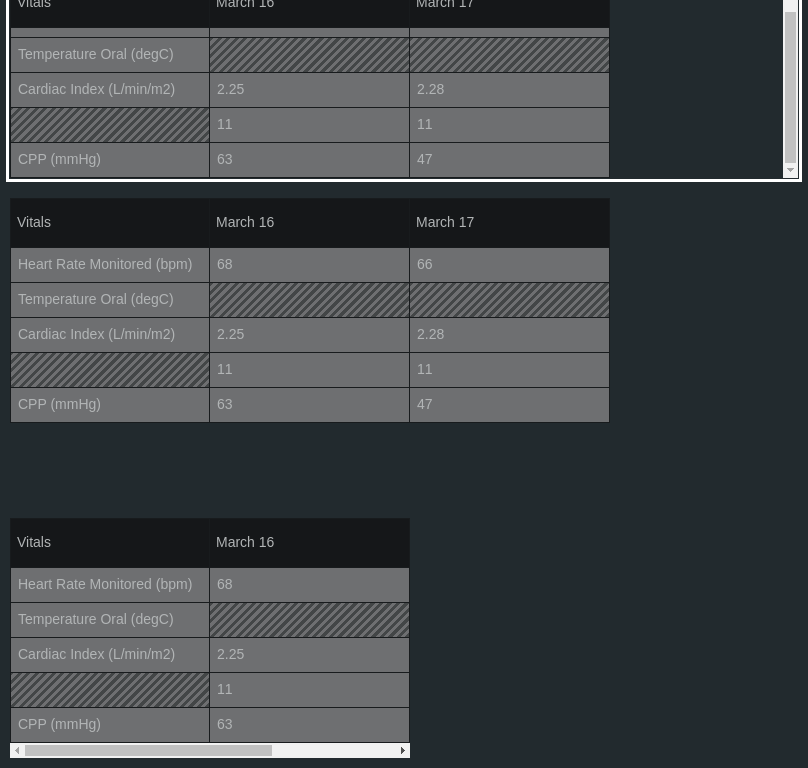 Vitals March 16 March 17
Temperature Oral (degC)
Cardiac Index (L/min/m2) 2.25 2.28
11 11
CPP (mmHg) 63 47
Vitals March 16 March 17
Heart Rate Monitored (bpm) 68 66
Temperature Oral (degC)
Cardiac Index (L/min/m2) 2.25 2.28
11 11
CPP (mmHg) 63 47
Vitals March 16
Heart Rate Monitored (bpm) 68
Temperature Oral (degC)
Cardiac Index (L/min/m2) 2.25
11
CPP (mmHg) 63